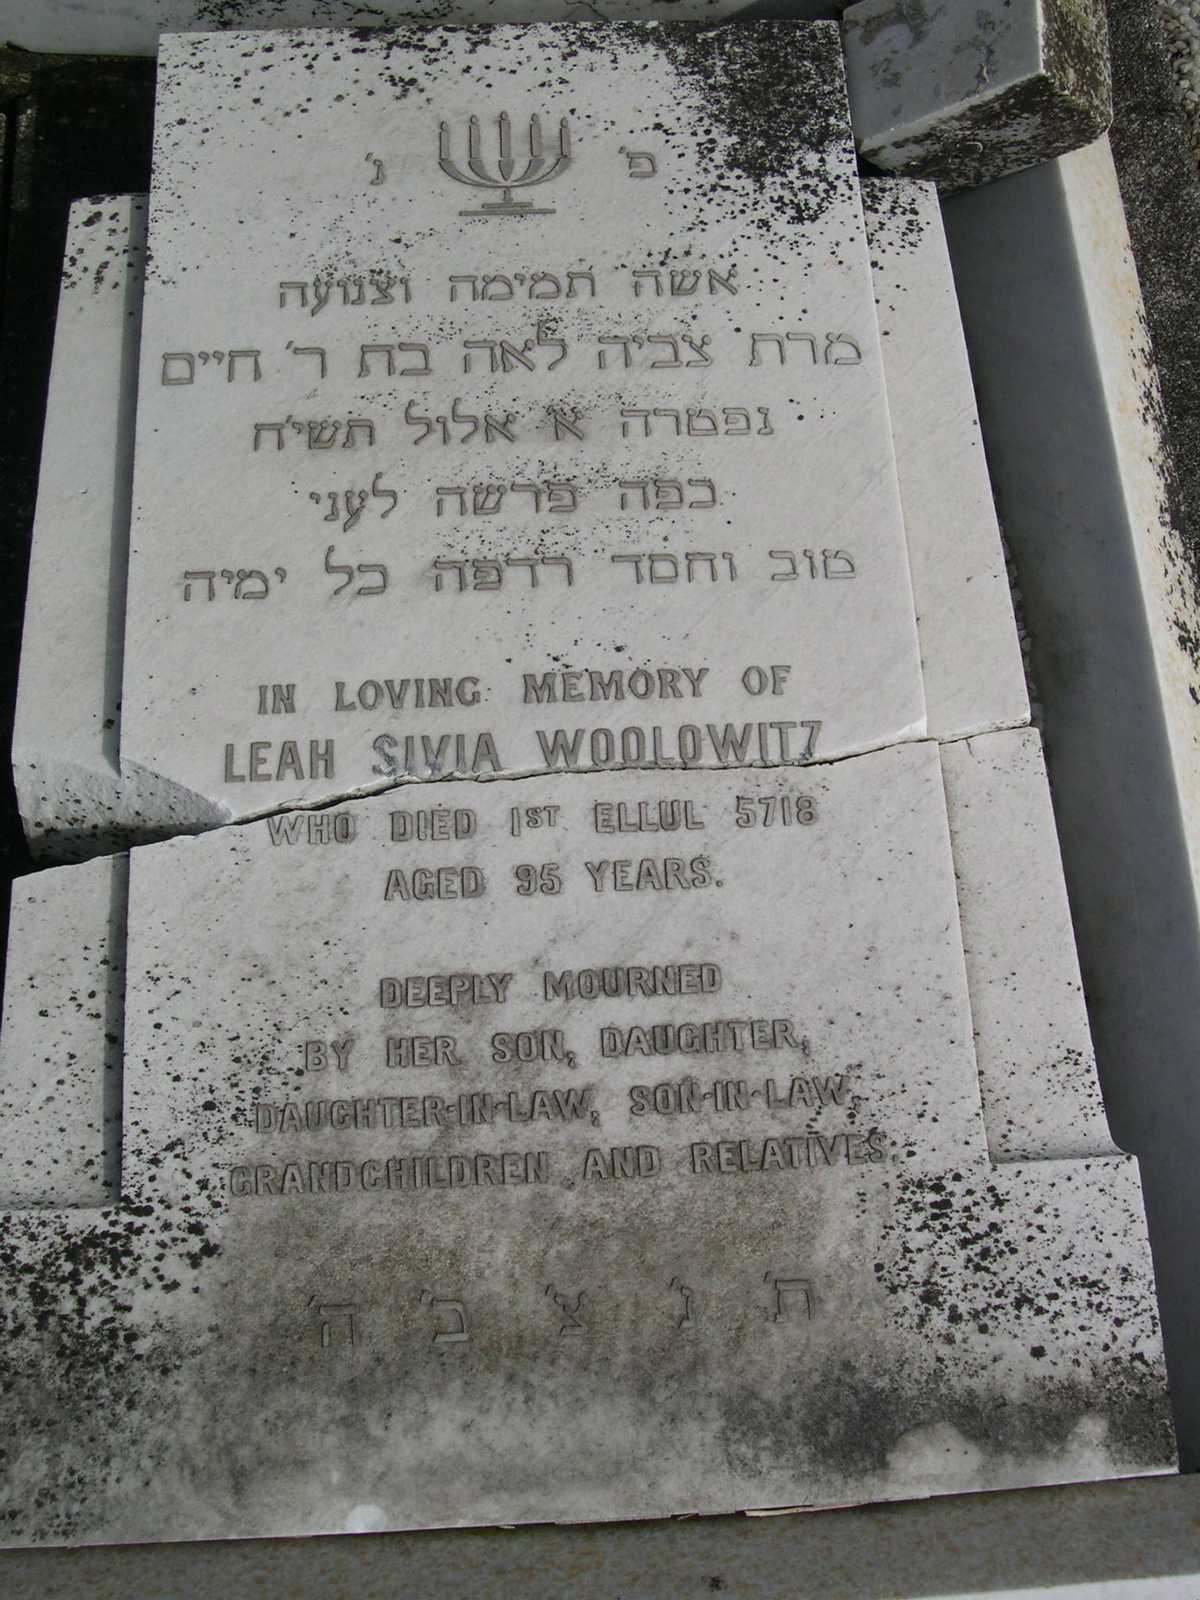 פ' נ'
אשה תמימה וצנועה
מרת צביה לאה בת ר' חיים
נפטרה א' אלול תשי"ח
כפה פרשה לעני
טוב וחסד רדפה כל ימיה
IN LOVING MEMORY OF
LEAH SIVIA WOOLOWITZ
WHO DIED 1ST ELLUL 5718
AGED 95 YEARS.
DEEPLY MOURNED
BY HER SON, DAUGHTER,
DAUGHTER-IN-LAW, SON-IN-LAW,
GRANDCHILDREN AND RELATIVES.
ת' נ' צ' ב' ה'